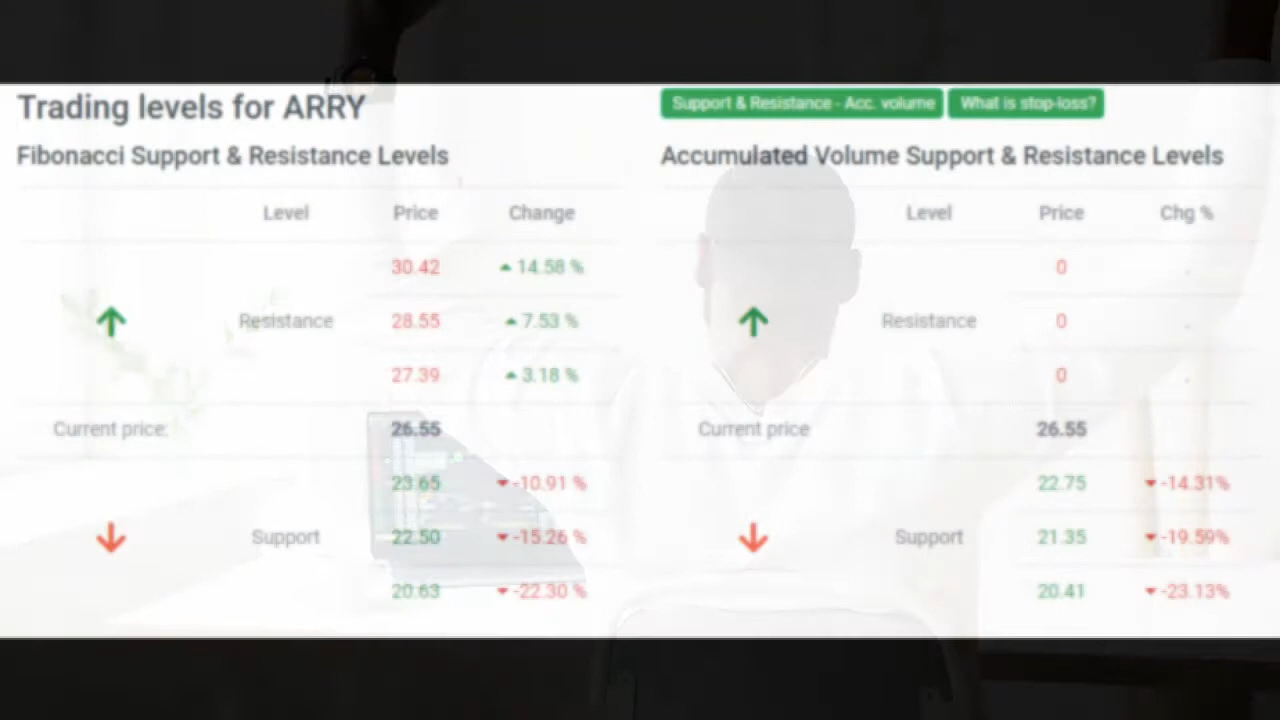 Trading levels for ARRY
Support & Resistance - Acc. volume
What is stop-loss?
Fibonacci Support & Resistance Levels
Level Price Change
30.42 14.58 %
Resistance 28.55 7.53 %
27.39 3.18 %
Current price: 26.55
23.65 -10.91 %
Support 22.50 -15.26 %
20.63 -22.30 %
Accumulated Volume Support & Resistance Levels
Level Price Chg %
0 .
Resistance 0 .
0 .
Current price 26.55
22.75 -14.31%
Support 21.35 -19.59%
20.41 -23.13%